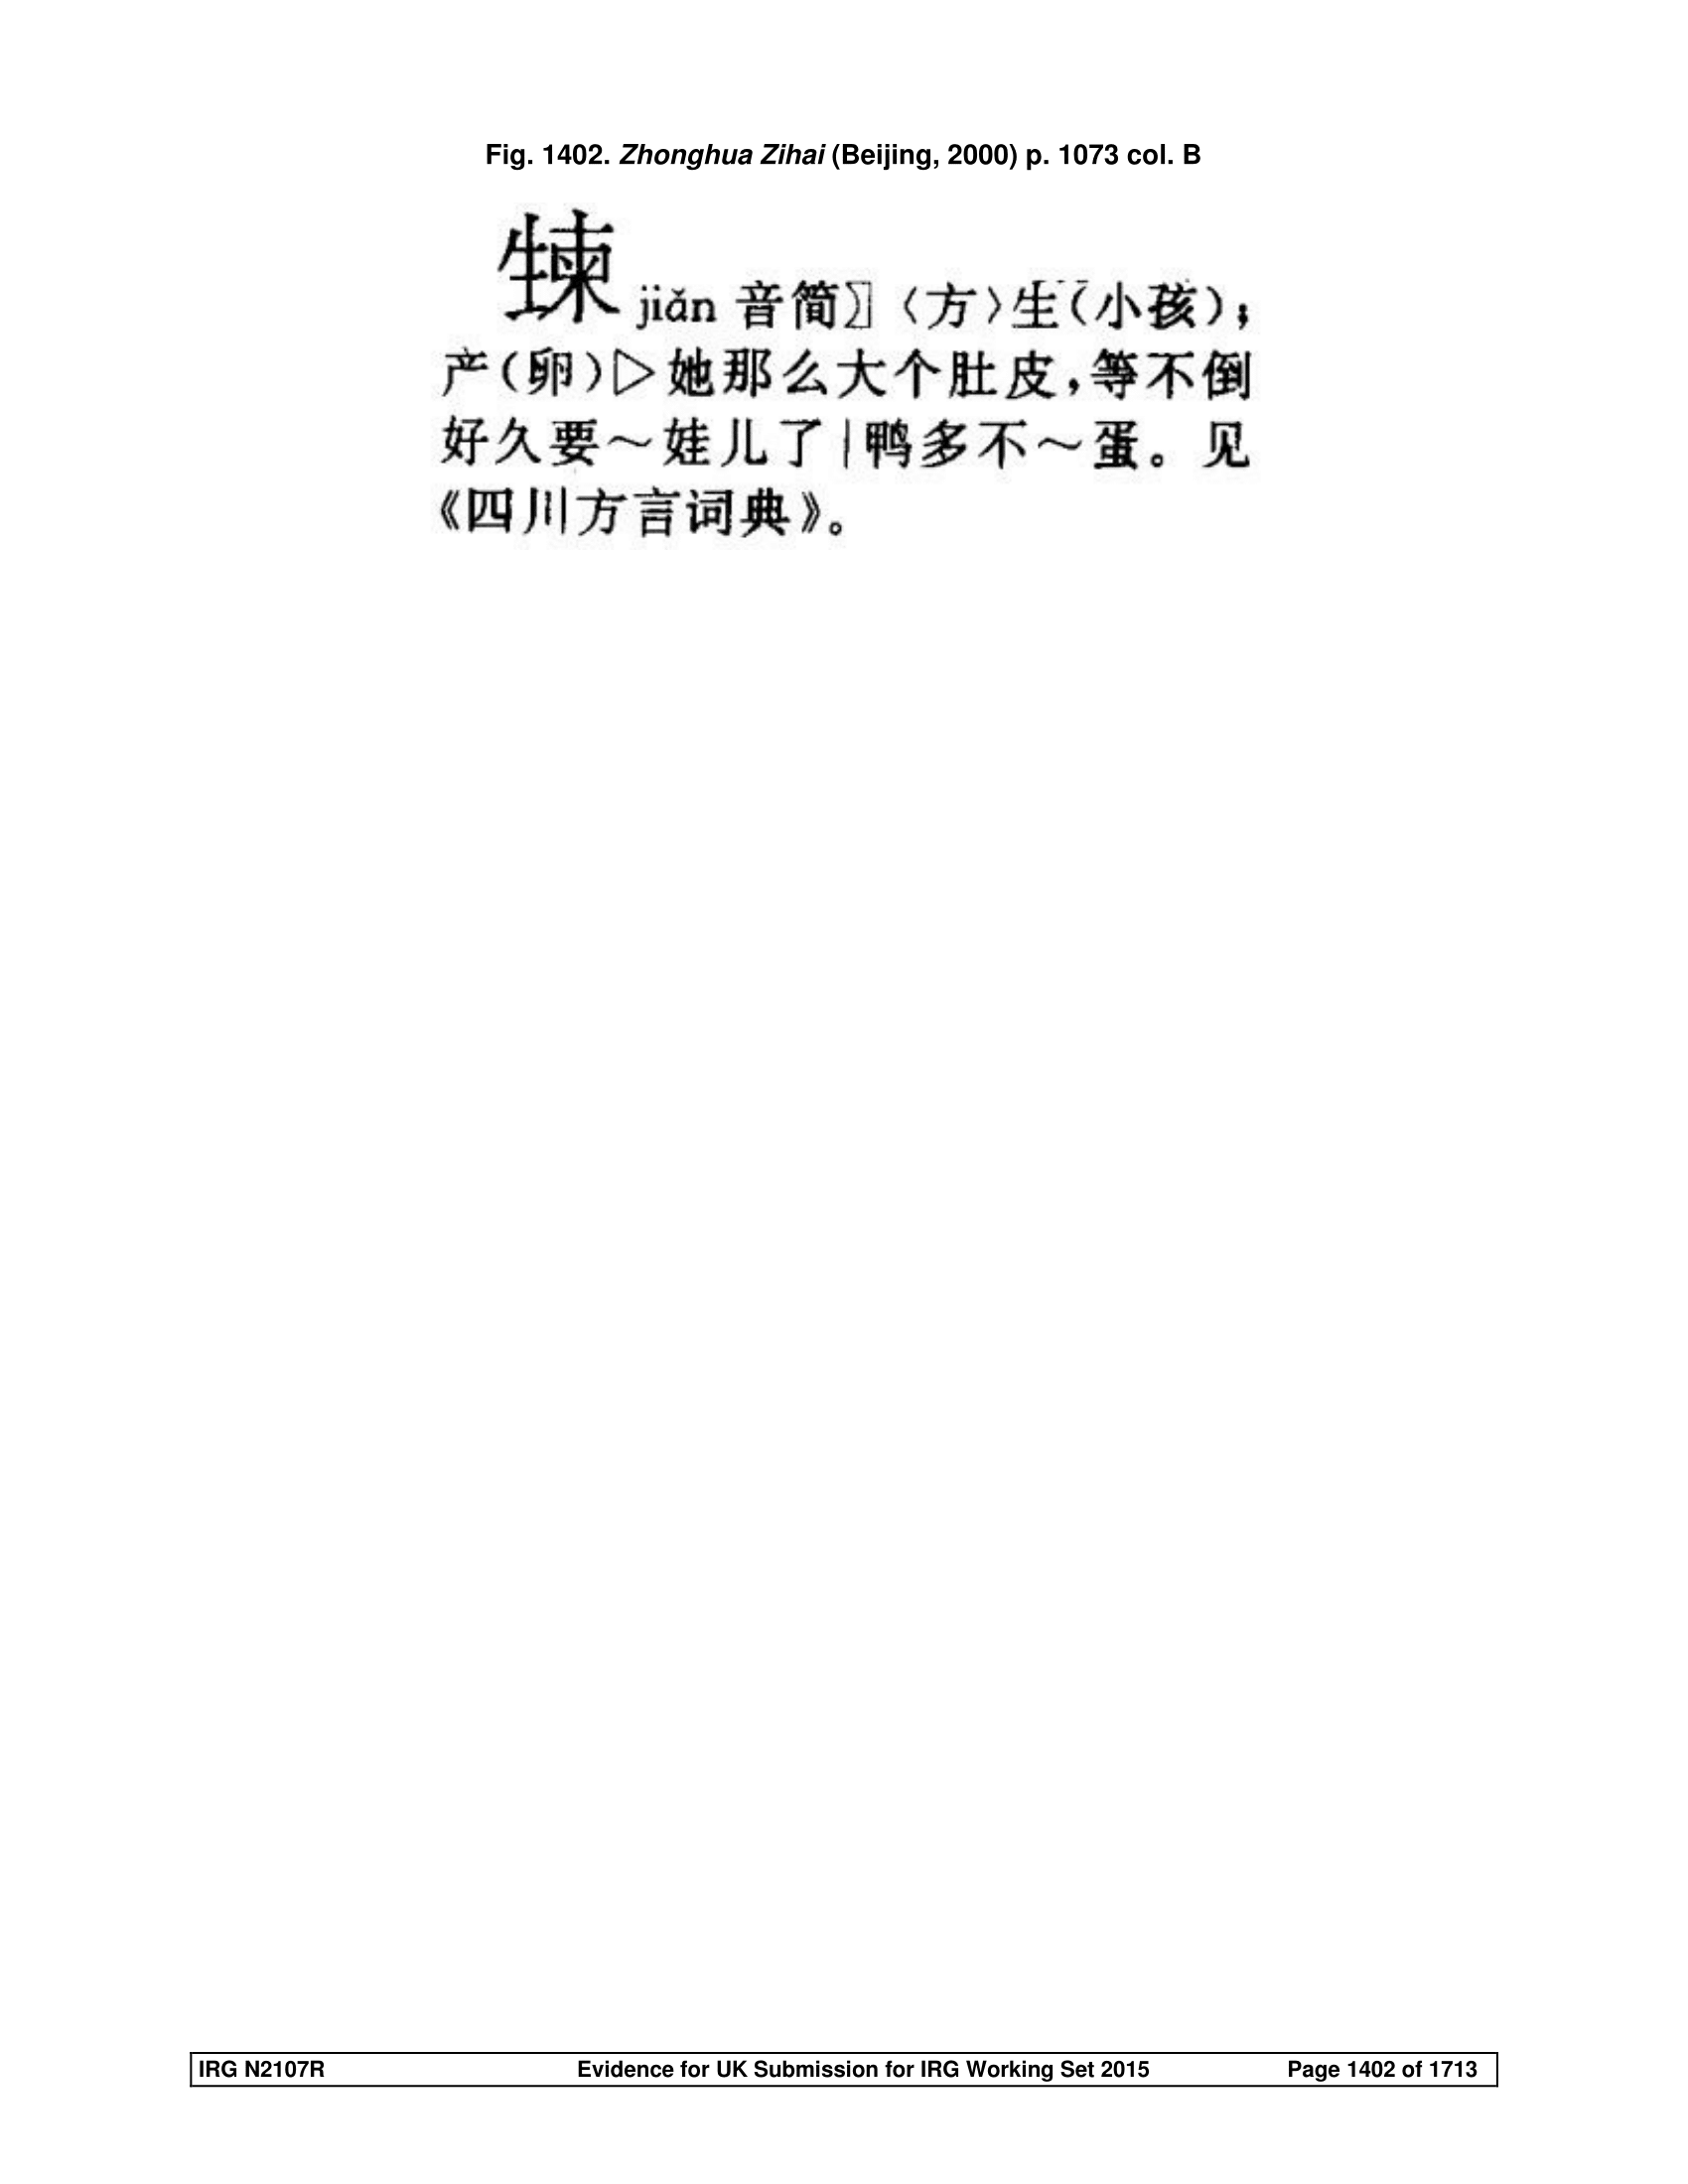 Fig. 1402. Zhonghua Zihai (Beijing, 2000) p. 1073 col. B
⿰生柬 jiǎn 音简〗〈方〉生（小孩）；
产（卵）▷她那么大个肚皮，等不倒
好久要～娃儿了|鸭多不～蛋。见
《四川方言词典》。
IRG N2107R Evidence for UK Submission for IRG Working Set 2015 Page 1402 of 1713